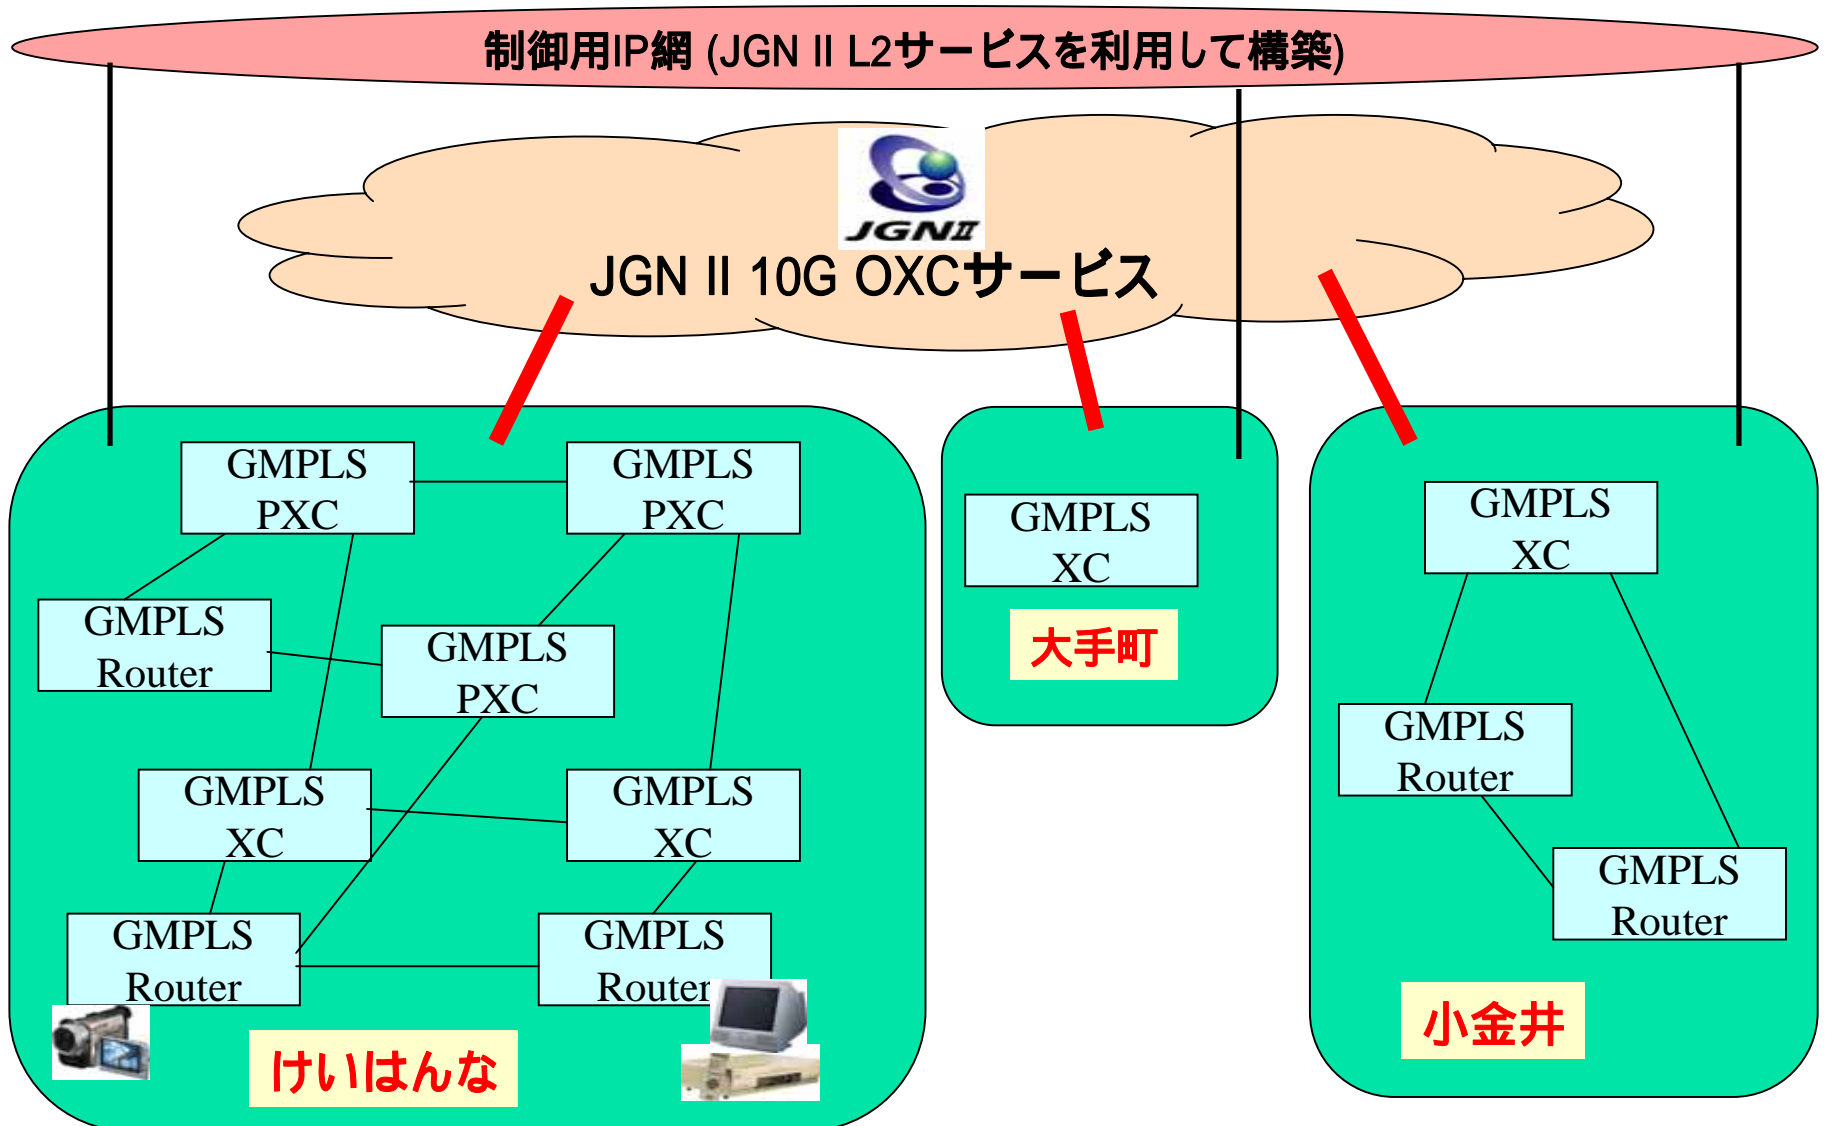 制御用IP網 (JGN II L2サービスを利用して構築)
JGNII
JGN II 10G OXCサービス
GMPLS
PXC
GMPLS
PXC
GMPLS
Router
GMPLS
PXC
GMPLS
XC
GMPLS
XC
GMPLS
Router
GMPLS
Router
けいはんな
GMPLS
XC
大手町
GMPLS
XC
GMPLS
Router
GMPLS
Router
小金井